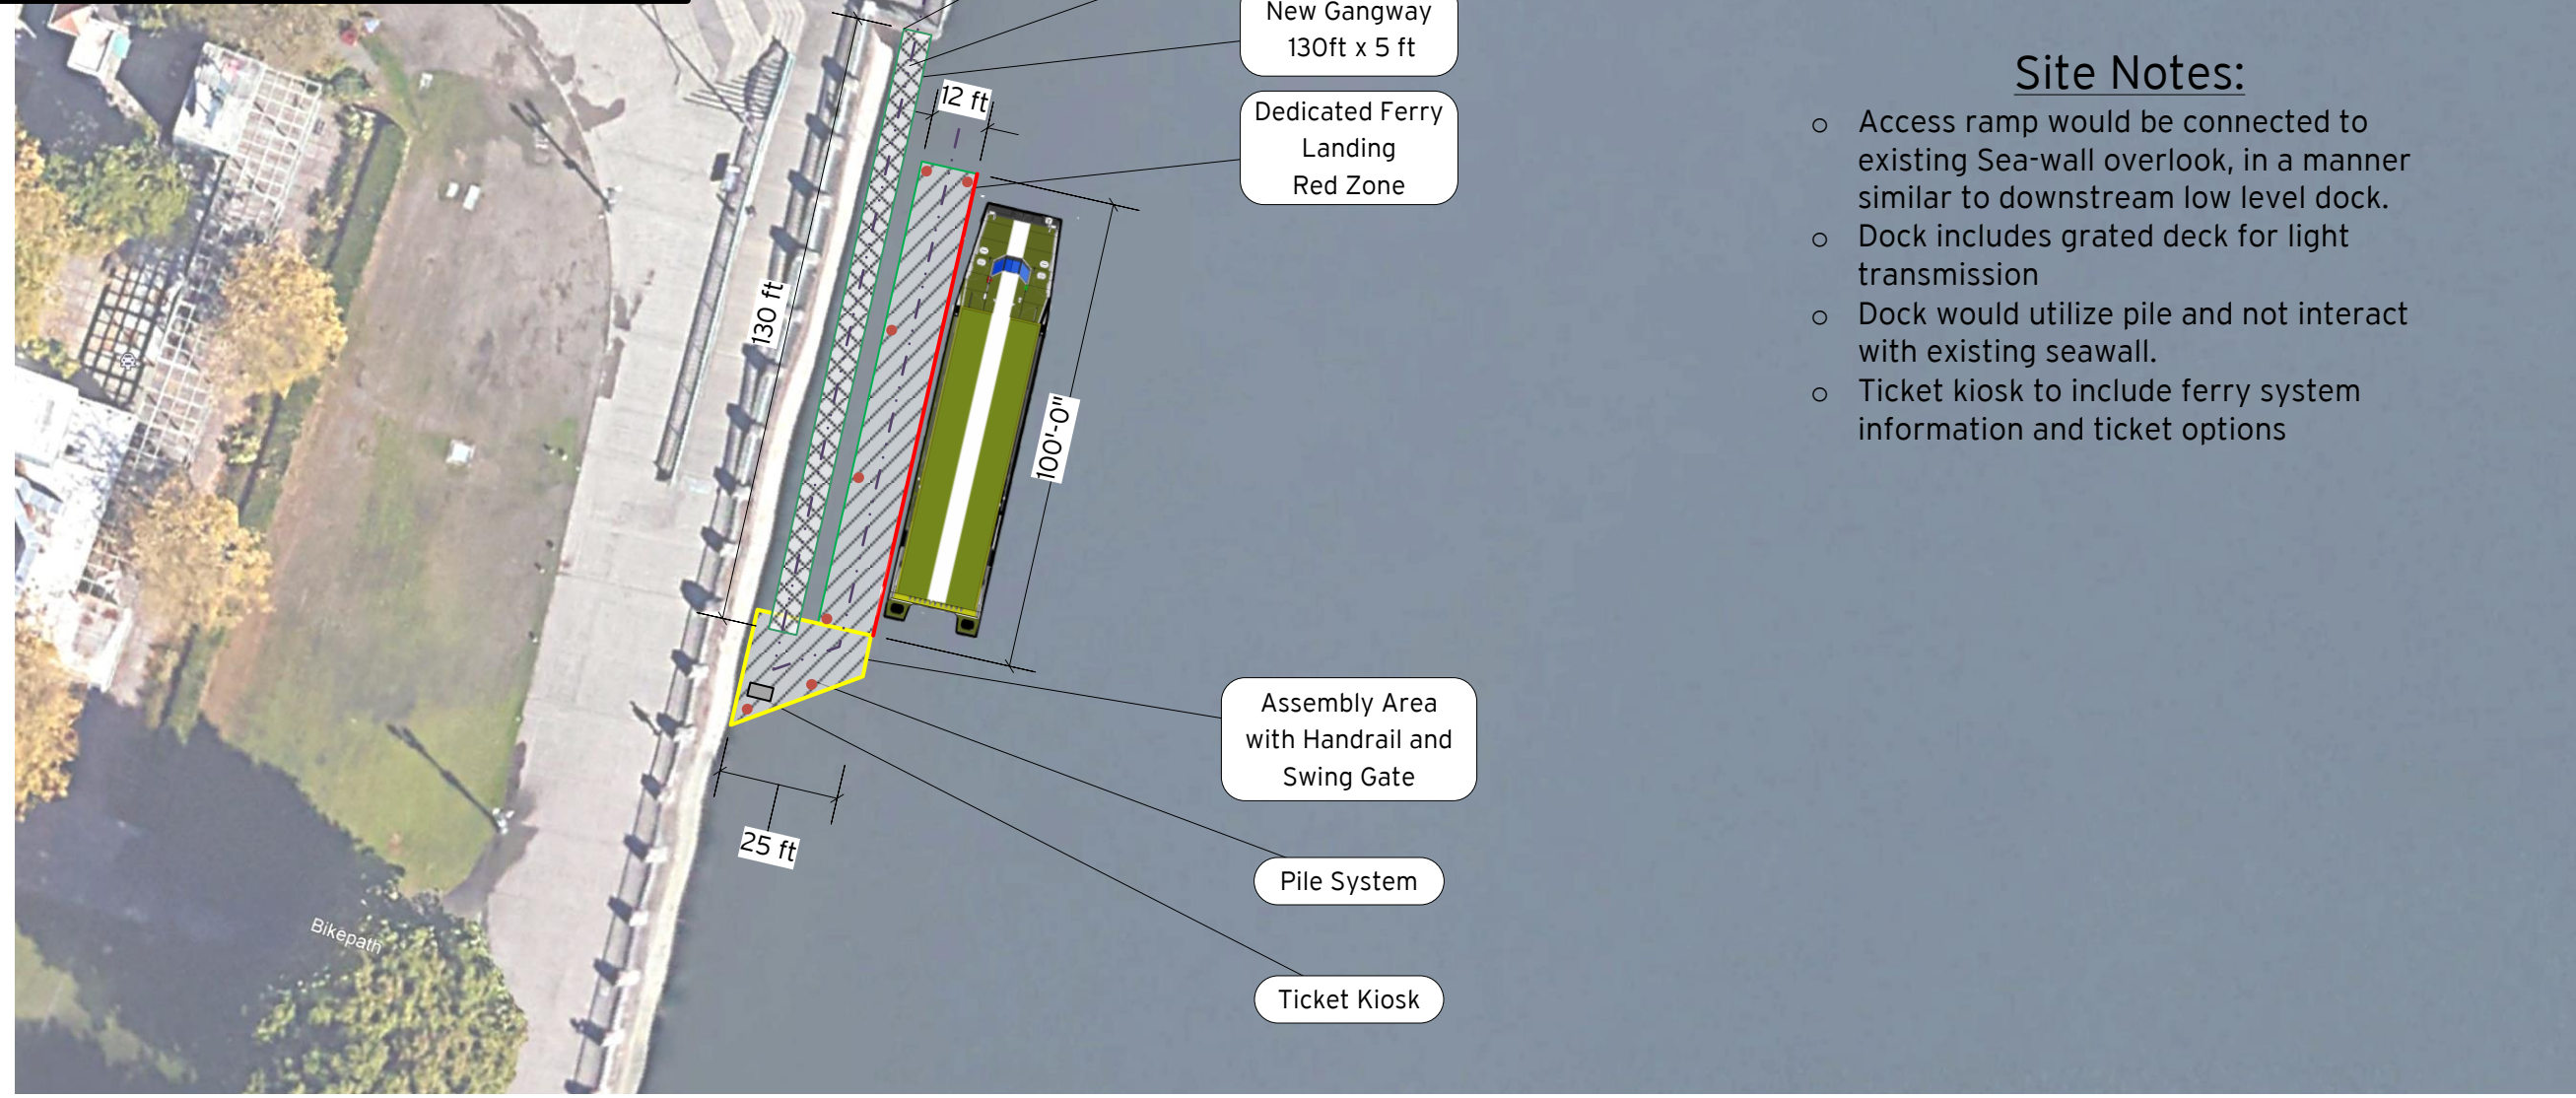 New Gangway
130ft x 5 ft
12 ft
Dedicated Ferry
Landing
Red Zone
130 ft
100'-0"
Assembly Area
with Handrail and
Swing Gate
25 ft
Pile System
Bikepath
Ticket Kiosk
Site Notes:
o Access ramp would be connected to
existing Sea-wall overlook, in a manner
similar to downstream low level dock.
o Dock includes grated deck for light
transmission
o Dock would utilize pile and not interact
with existing seawall.
o Ticket kiosk to include ferry system
information and ticket options